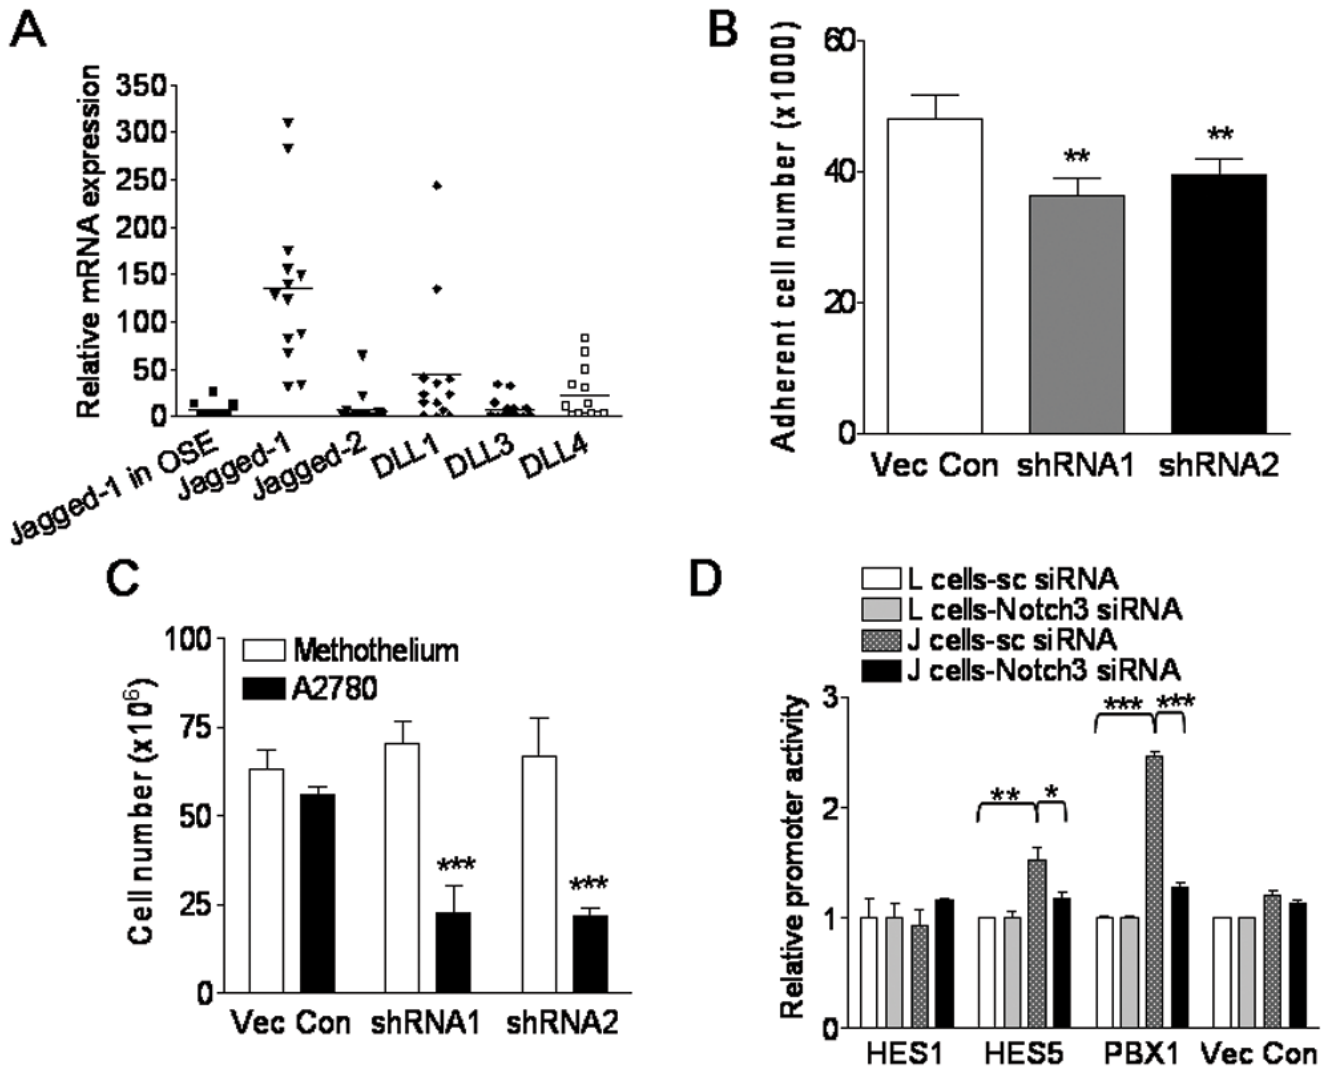 A
Relative mRNA expression
350
300
250
200
150
100
50
0
Jagged-1 in OSE
Jagged-1
Jagged-2
DLL1
DLL3
DLL4
B
Adherent cell number (x1000)
60
40
20
0
**
**
Vec Con shRNA1 shRNA2
C
Cell number (x10⁶)
100
75
50
25
0
Methothelium
A2780
***
***
Vec Con shRNA1 shRNA2
D
L cells-sc siRNA
L cells-Notch3 siRNA
J cells-sc siRNA
J cells-Notch3 siRNA
Relative promoter activity
3
2
1
0
** *
*** ***
HES1 HES5 PBX1 Vec Con